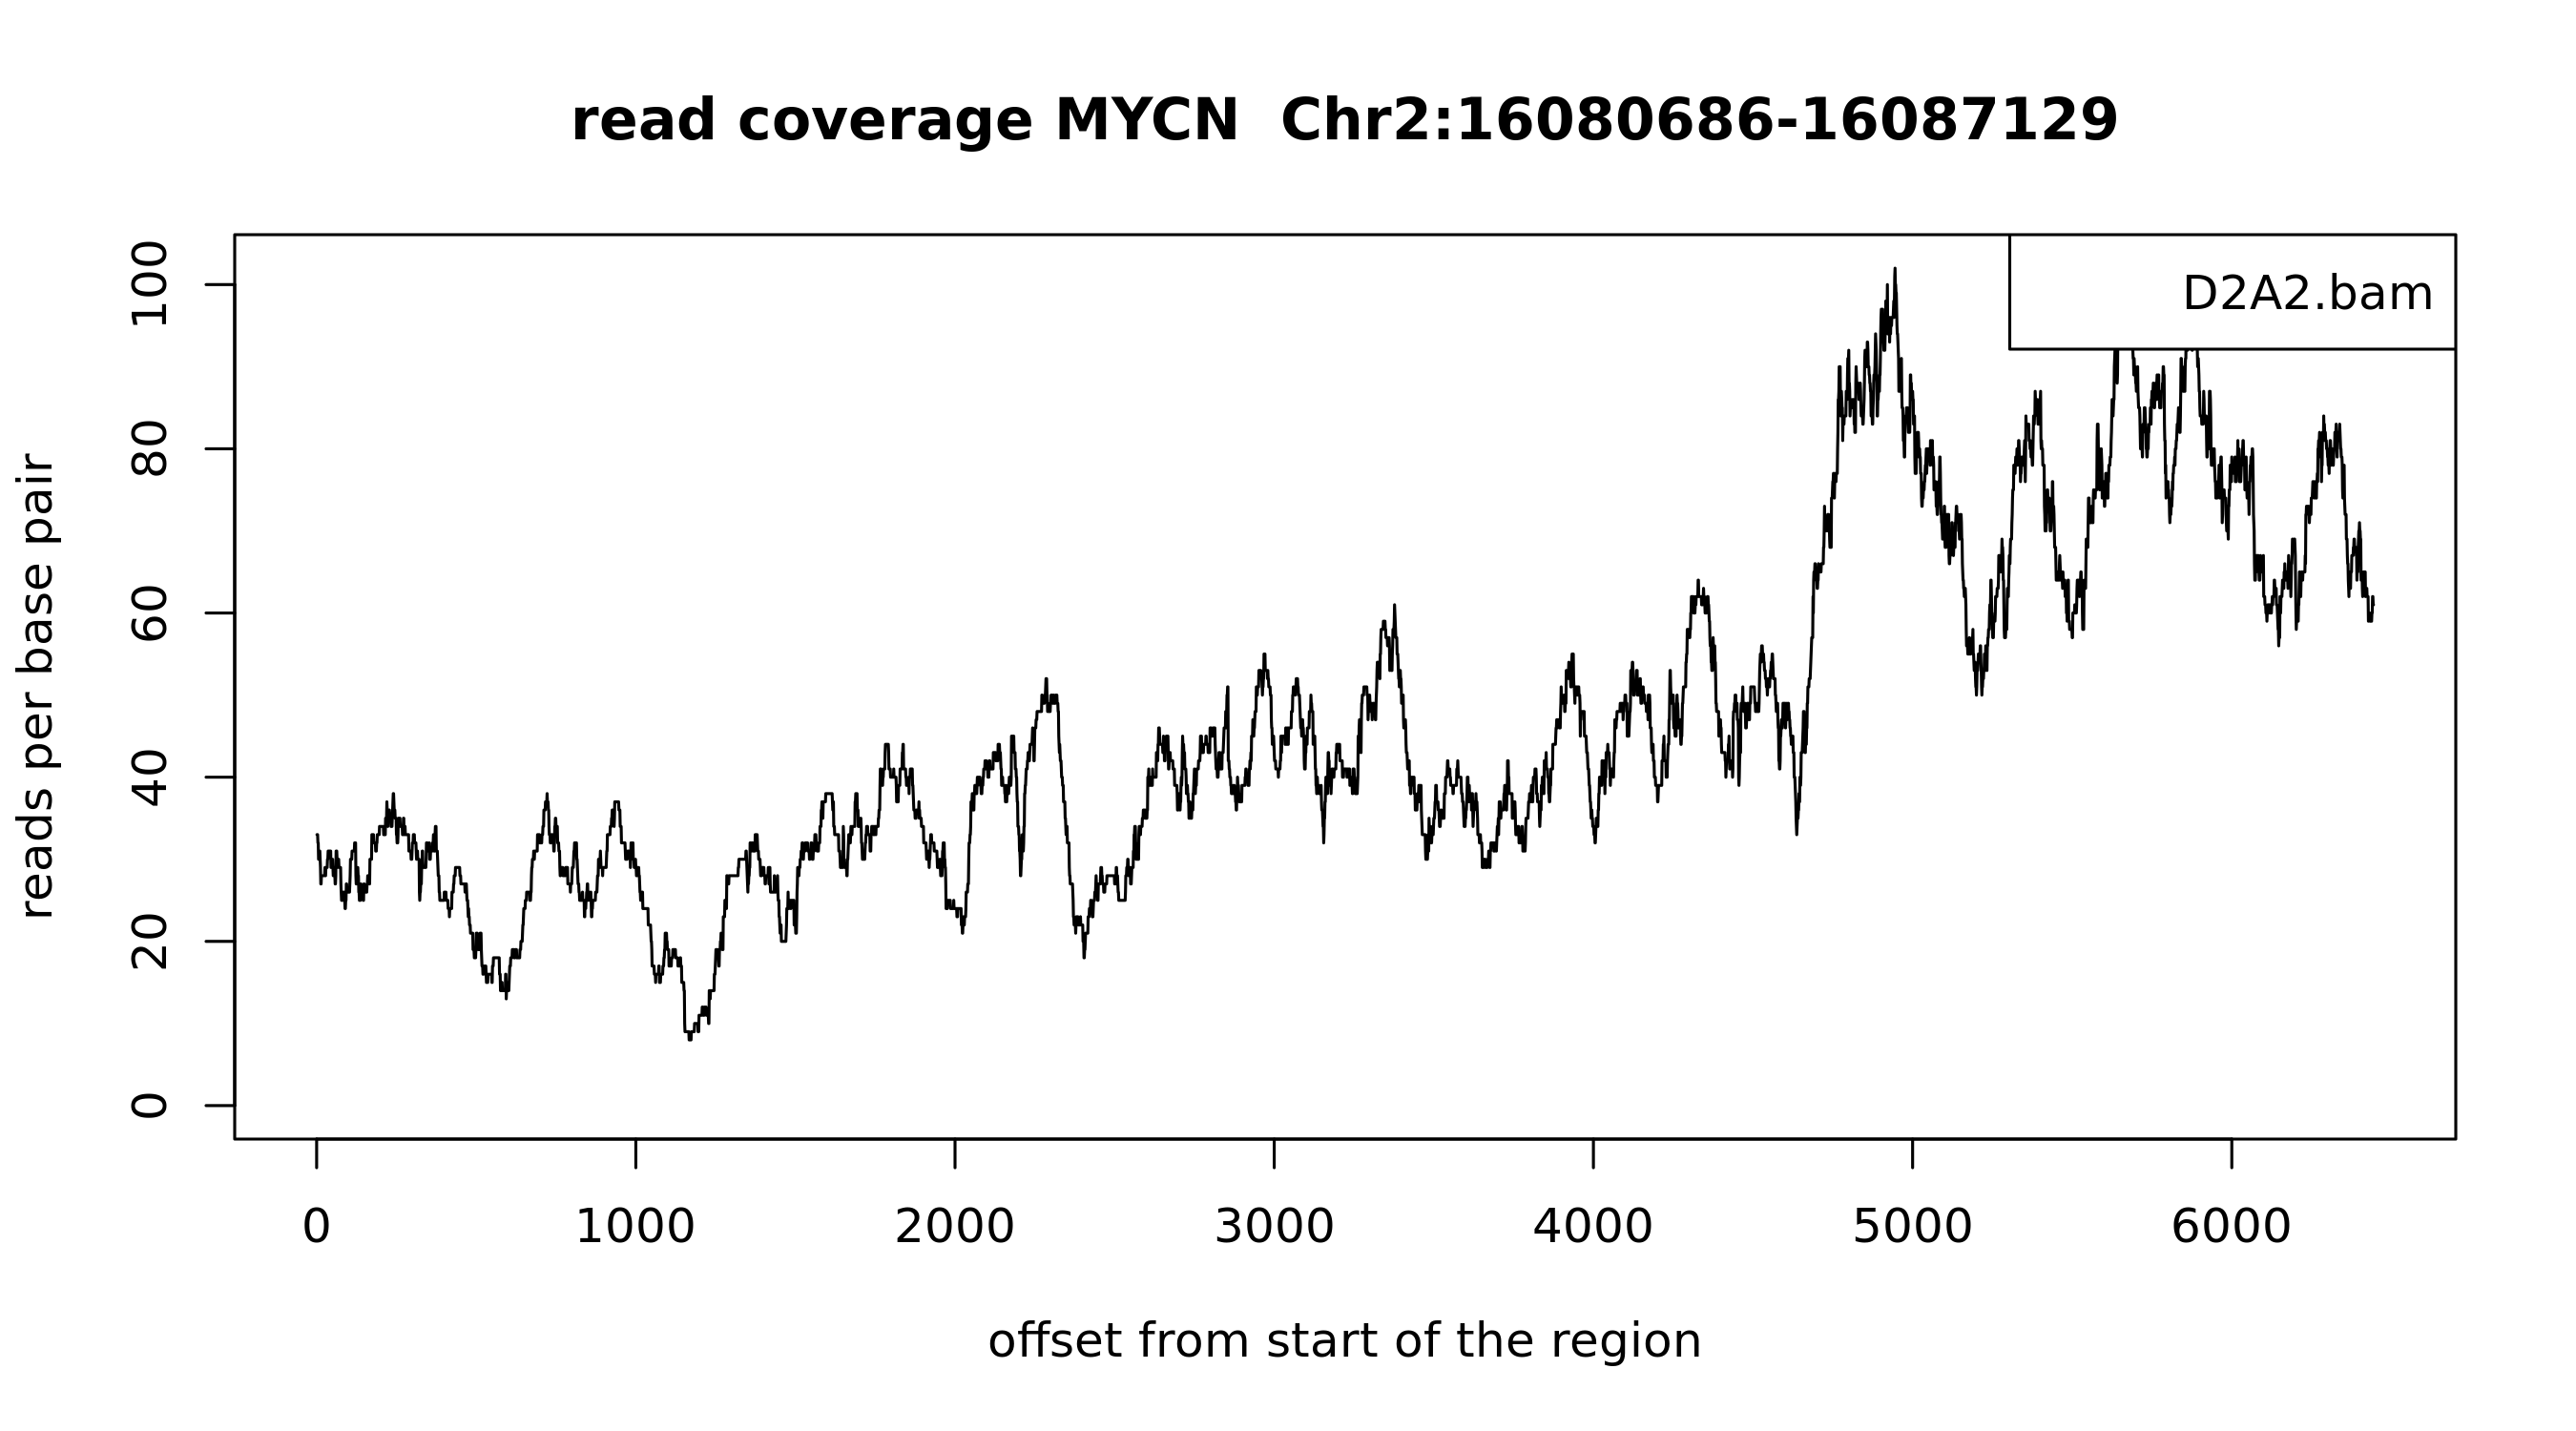 read coverage MYCN  Chr2:16080686-16087129
D2A2.bam
reads per base pair
100
80
60
40
20
0
0 1000 2000 3000 4000 5000 6000
offset from start of the region